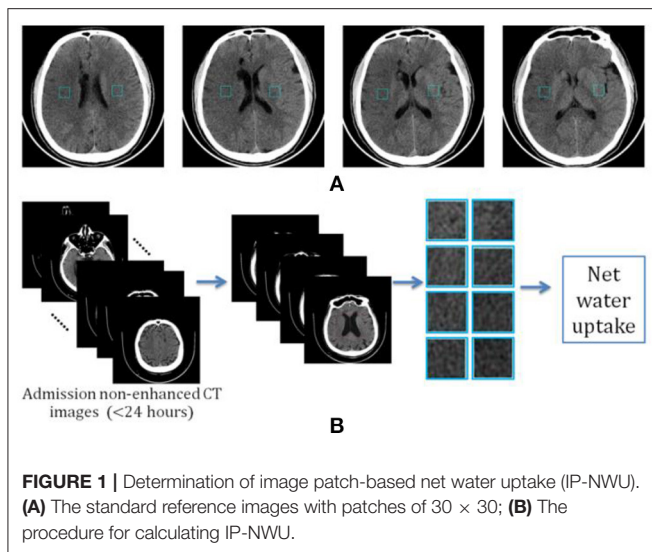 A
Admission non-enhanced CT
images (<24 hours)
Net
water
uptake
B
FIGURE 1 | Determination of image patch-based net water uptake (IP-NWU).
(A) The standard reference images with patches of 30 × 30; (B) The
procedure for calculating IP-NWU.